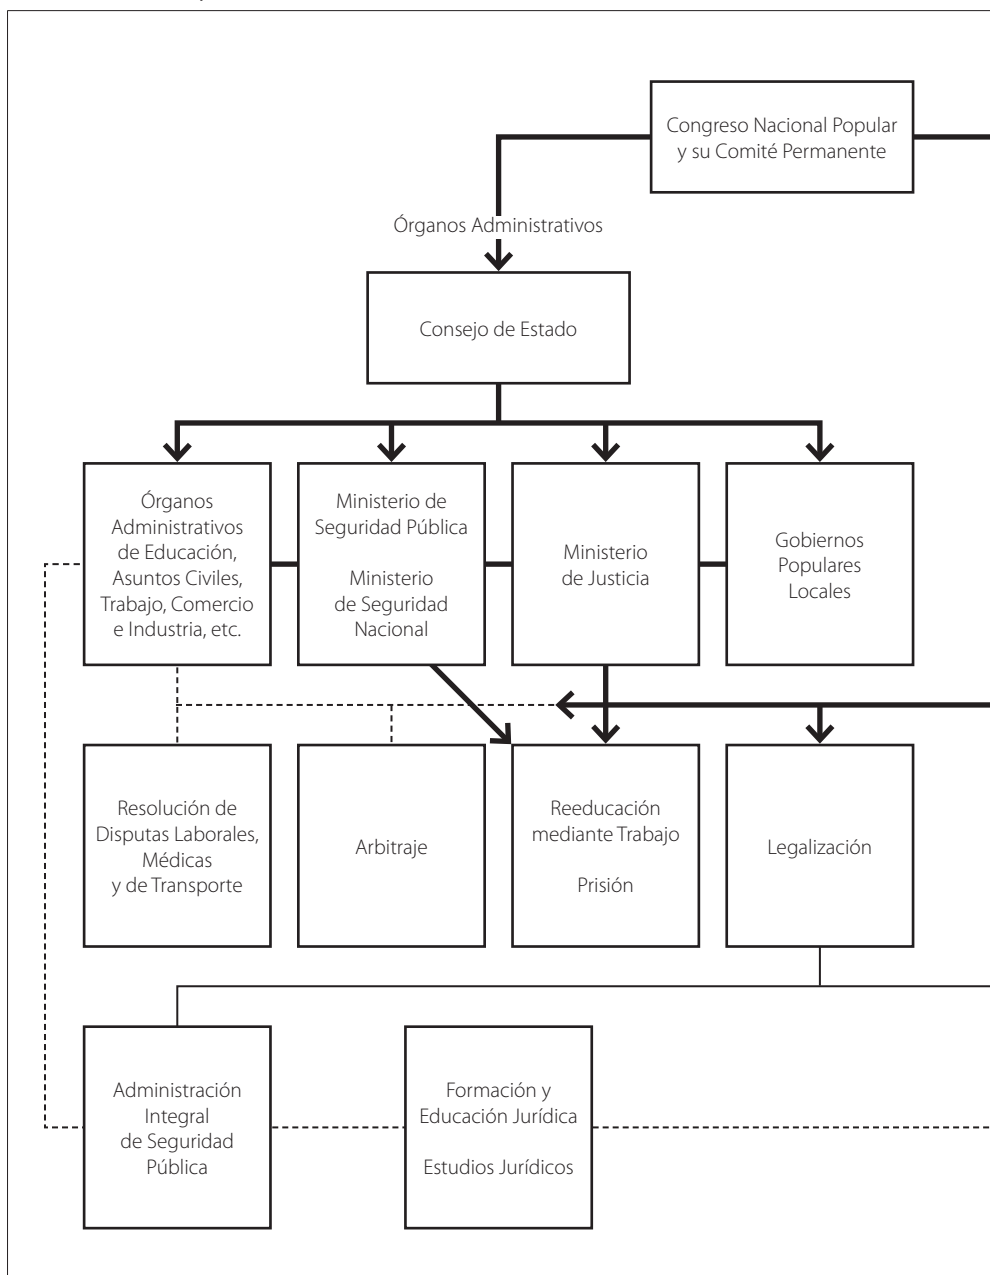 Congreso Nacional Popular
y su Comité Permanente
Órganos Administrativos
Consejo de Estado
Órganos
Administrativos
de Educación,
Asuntos Civiles,
Trabajo, Comercio
e Industria, etc.
Ministerio de
Seguridad Pública
Ministerio
de Seguridad
Nacional
Ministerio
de Justicia
Gobiernos
Populares
Locales
Resolución de
Disputas Laborales,
Médicas
y de Transporte
Arbitraje
Reeducación
mediante Trabajo
Prisión
Legalización
Administración
Integral
de Seguridad
Pública
Formación y
Educación Jurídica
Estudios Jurídicos